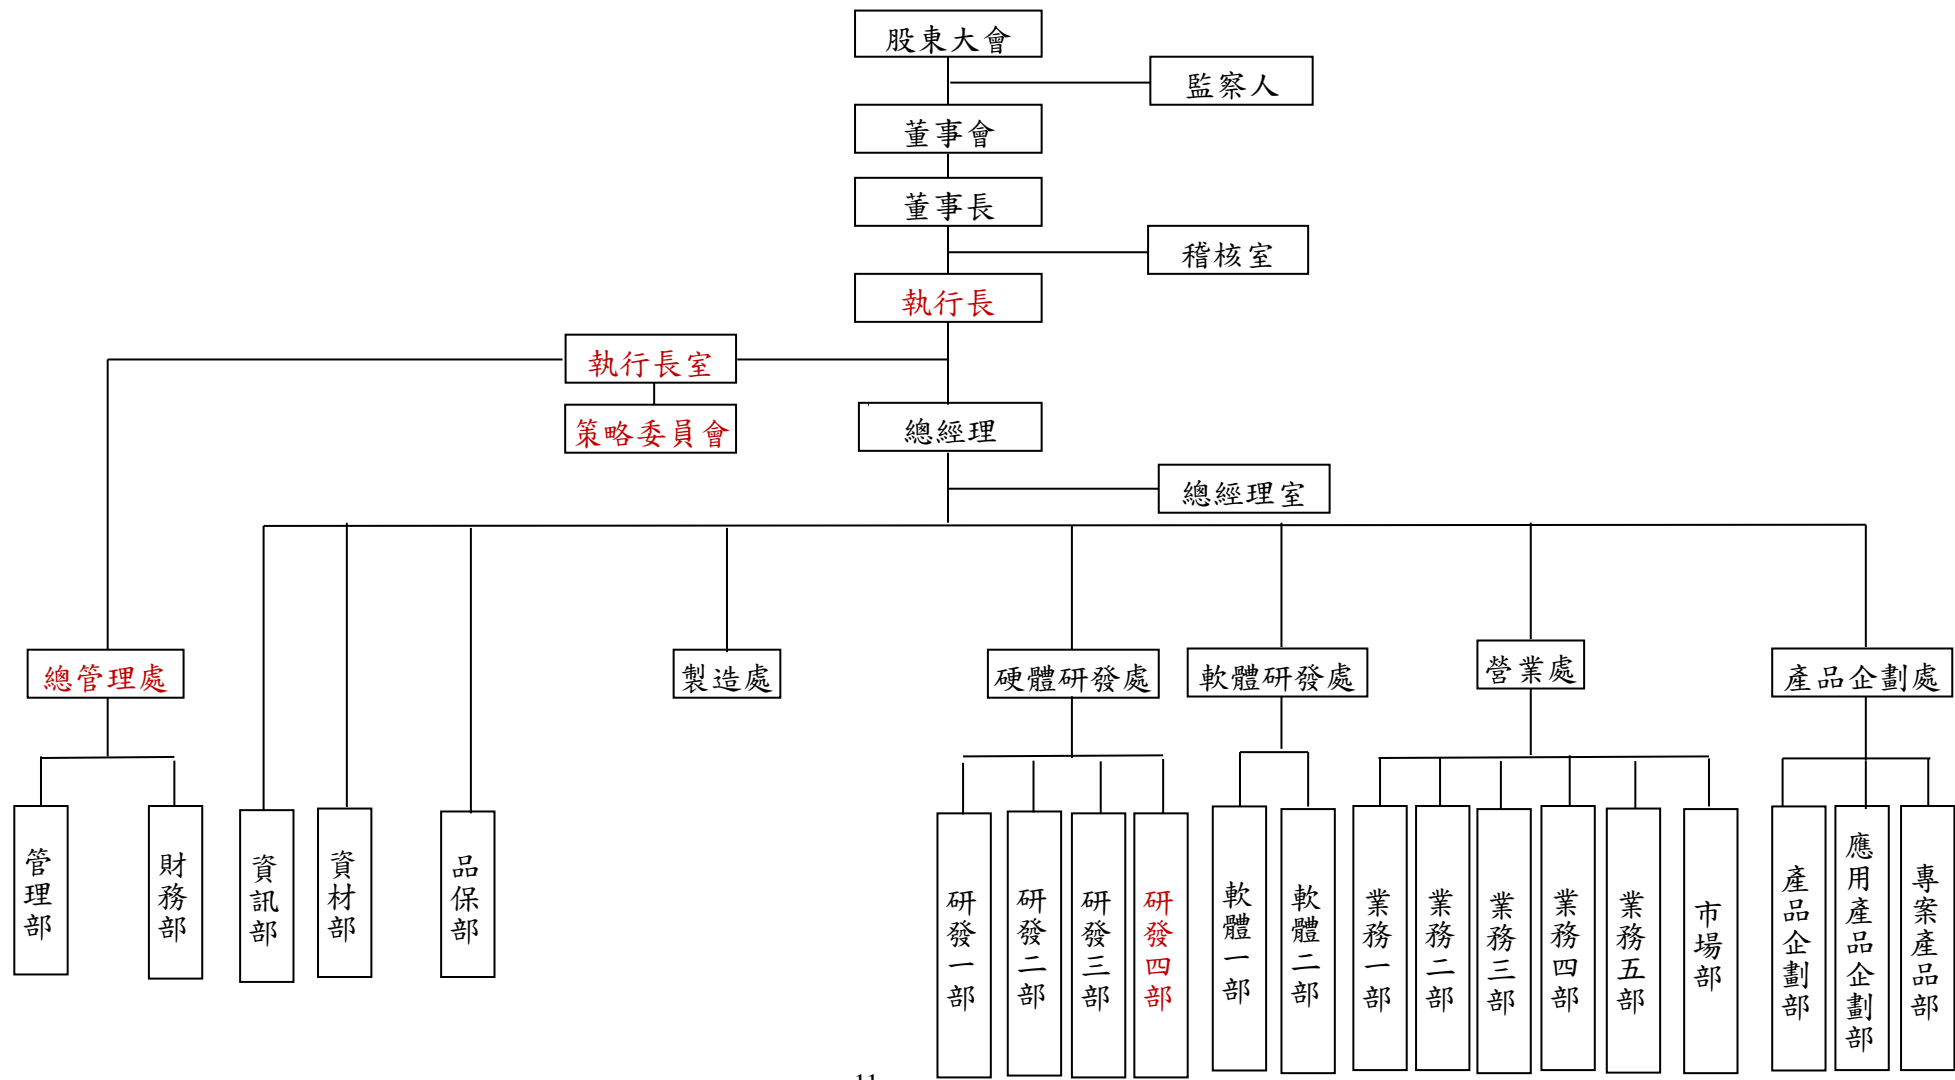 股東大會
監察人
董事會
董事長
稽核室
執行長
執行長室
策略委員會
總經理
總經理室
總管理處
製造處
硬體研發處
軟體研發處
營業處
產品企劃處
管理部
財務部
資訊部
資材部
品保部
研發一部
研發二部
研發三部
研發四部
軟體一部
軟體二部
業務一部
業務二部
業務三部
業務四部
業務五部
市場部
產品企劃部
應用產品企劃部
專案產品部
11